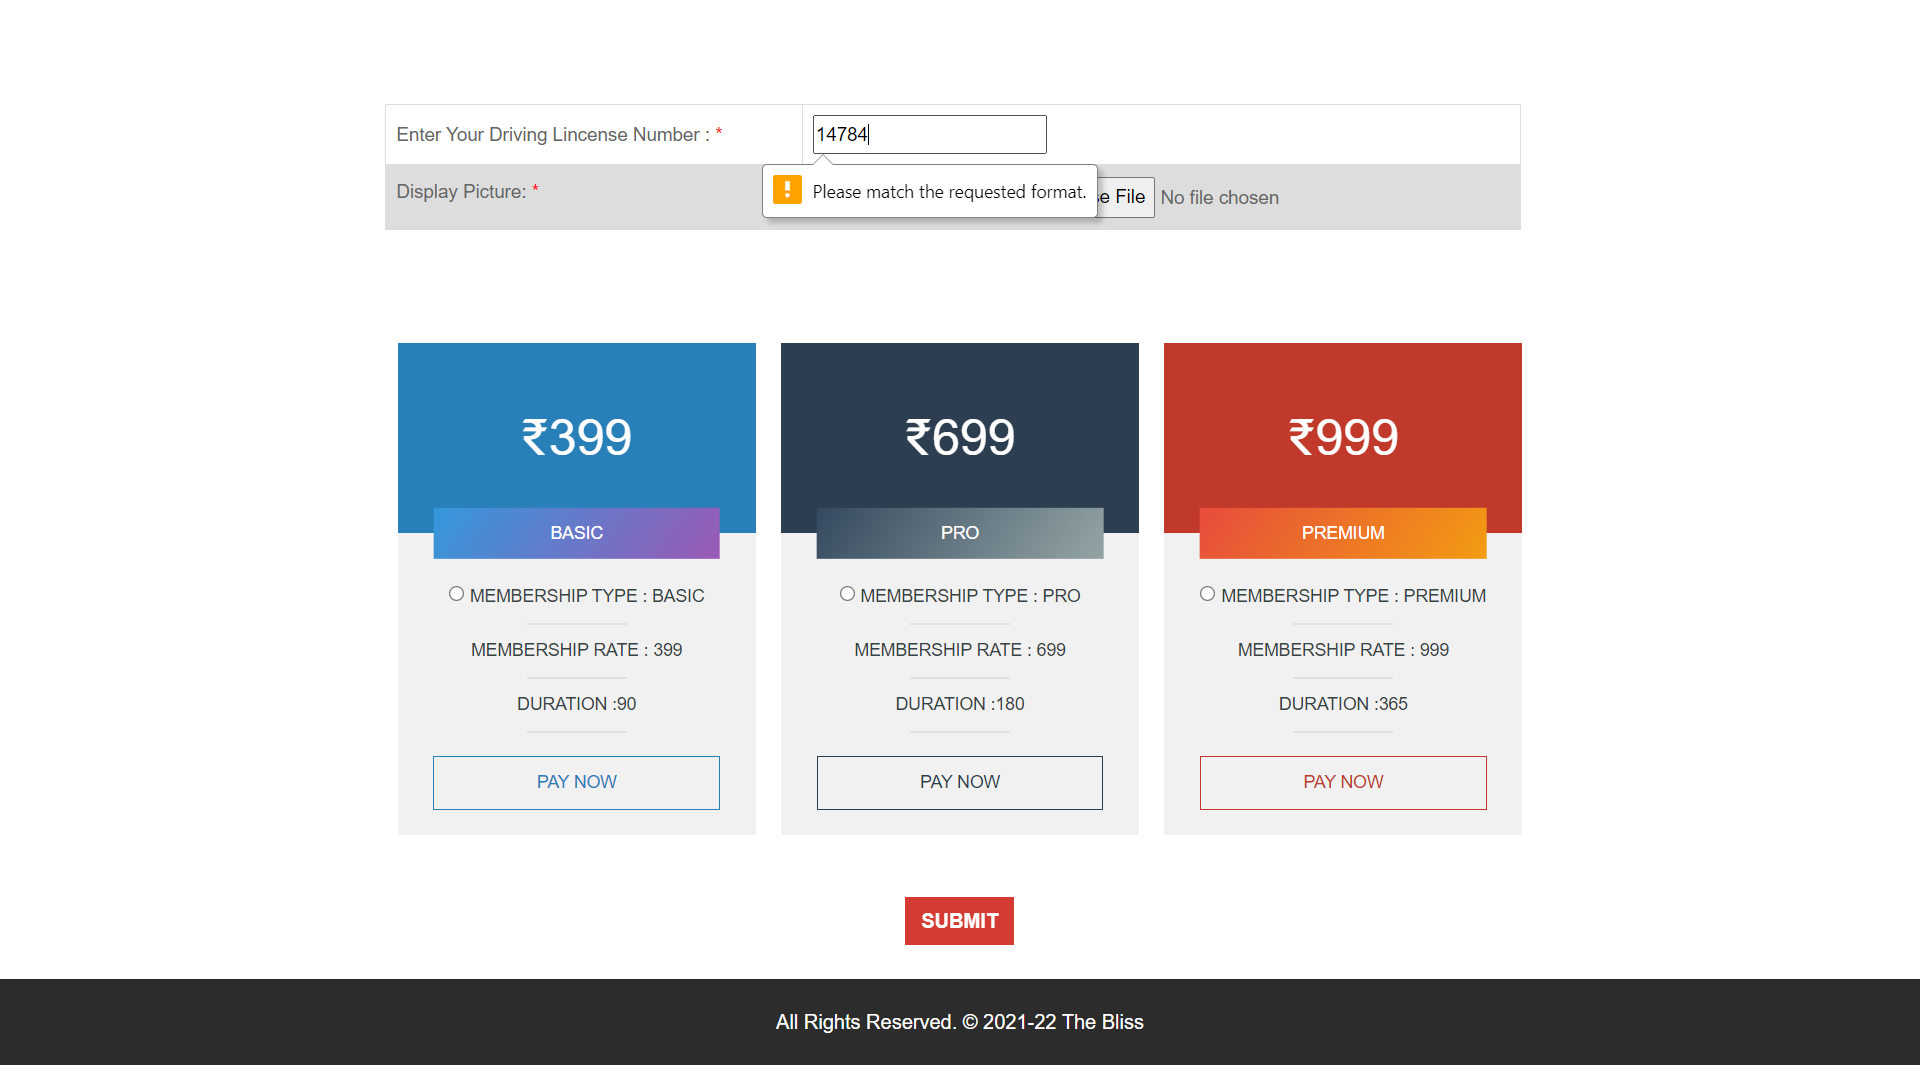 Enter Your Driving Lincense Number : *
14784
Please match the requested format.
Display Picture: *
e File
No file chosen
₹399
BASIC
MEMBERSHIP TYPE : BASIC
MEMBERSHIP RATE : 399
DURATION :90
PAY NOW
₹699
PRO
MEMBERSHIP TYPE : PRO
MEMBERSHIP RATE : 699
DURATION :180
PAY NOW
₹999
PREMIUM
MEMBERSHIP TYPE : PREMIUM
MEMBERSHIP RATE : 999
DURATION :365
PAY NOW
SUBMIT
All Rights Reserved. © 2021-22 The Bliss